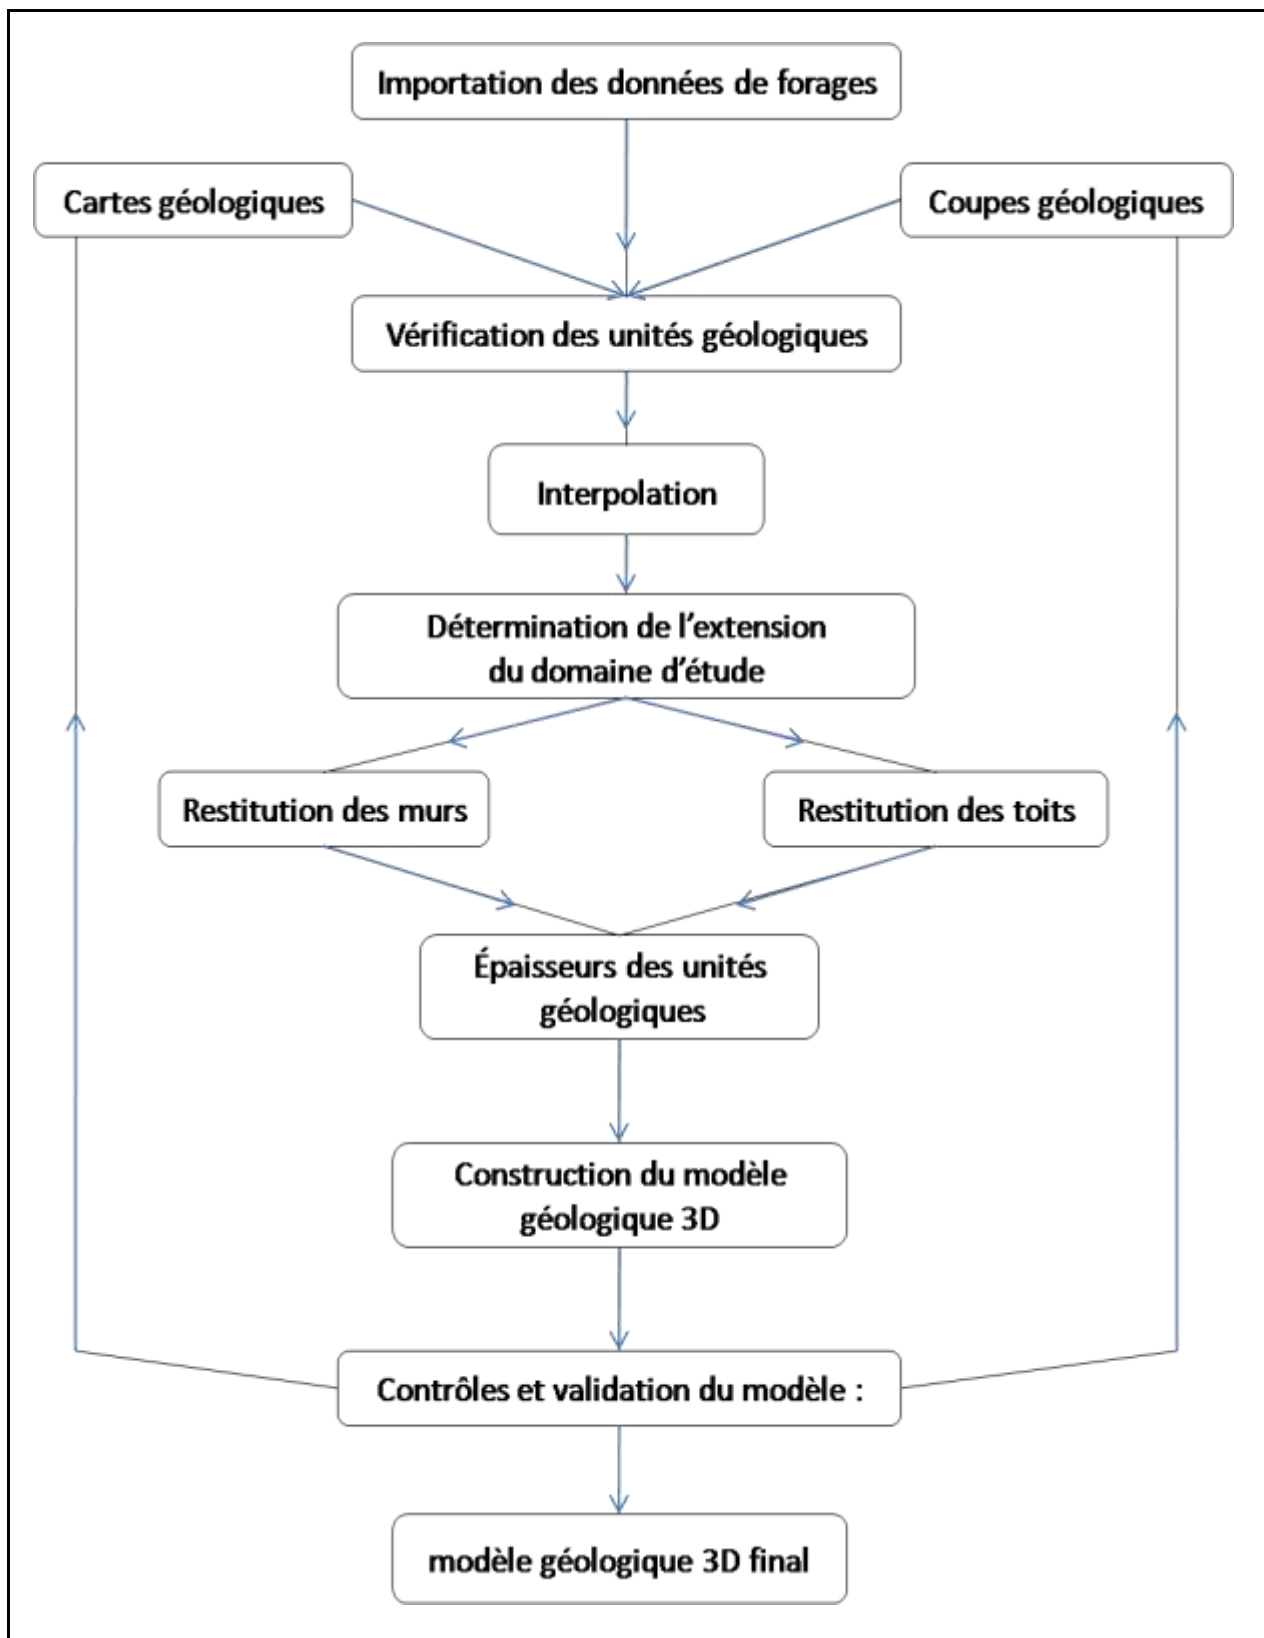 Importation des données de forages
Cartes géologiques
Coupes géologiques
Vérification des unités géologiques
Interpolation
Détermination de l’extension
du domaine d’étude
Restitution des murs
Restitution des toits
Épaisseurs des unités
géologiques
Construction du modèle
géologique 3D
Contrôles et validation du modèle :
modèle géologique 3D final